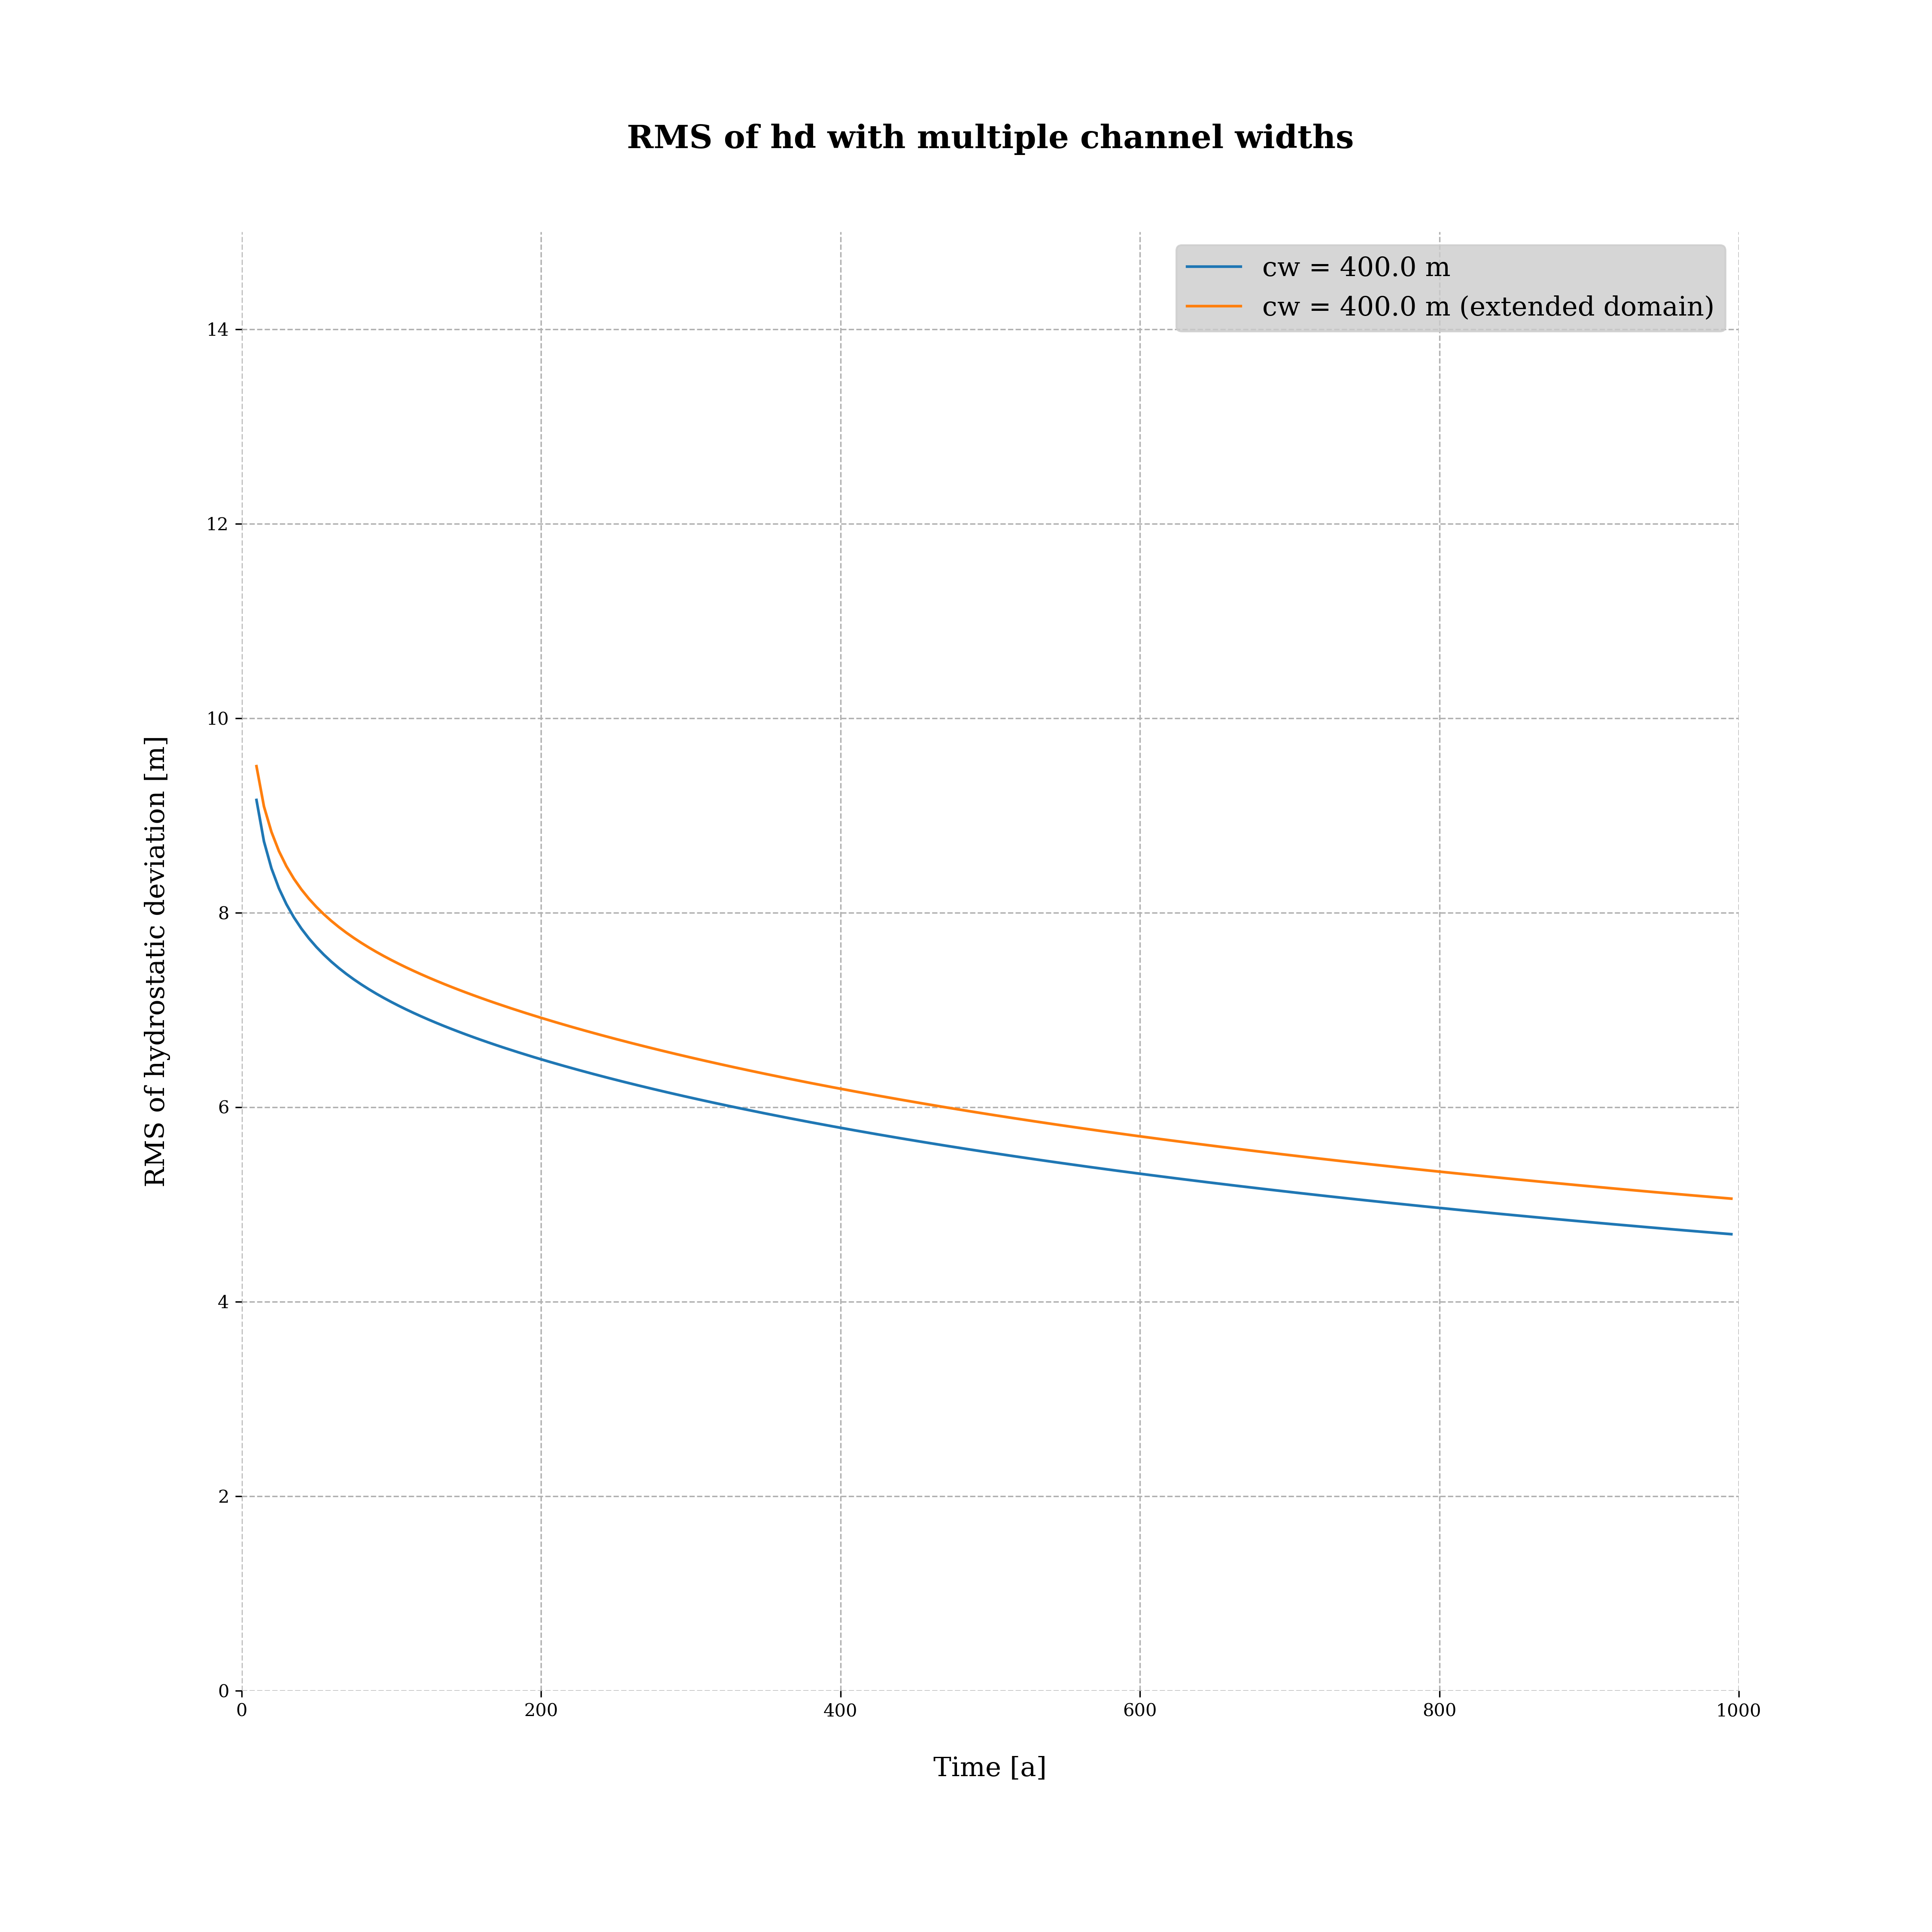 RMS of hd with multiple channel widths
cw = 400.0 m
cw = 400.0 m (extended domain)
14
12
10
8
6
4
2
0
RMS of hydrostatic deviation [m]
0 200 400 600 800 1000
Time [a]